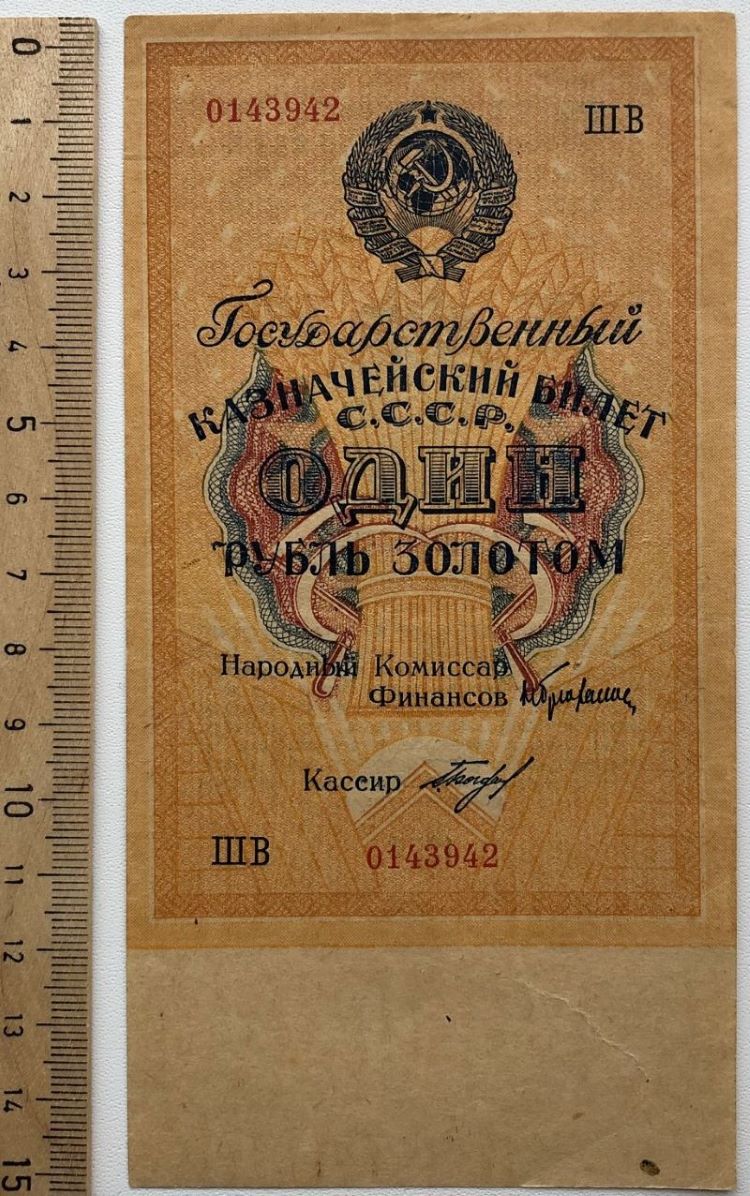 0143942
ШВ
Государственный
КАЗНАЧЕЙСКИЙ БИЛЕТ
С.С.С.Р.
ОДИН
РУБЛЬ ЗОЛОТОМ
Народный Комиссар
Финансов
Кассир
ШВ
0143942
0
1
2
3
4
5
6
7
8
9
10
11
12
13
14
15